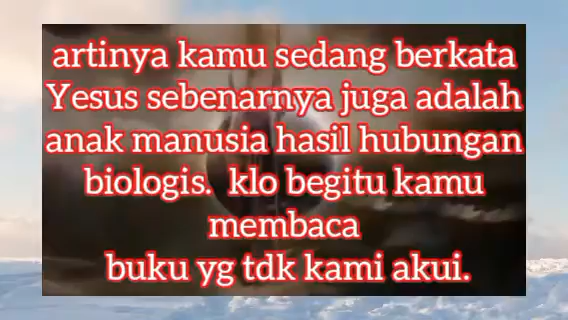 artinya kamu sedang berkata
Yesus sebenarnya juga adalah
anak manusia hasil hubungan
biologis. klo begitu kamu
membaca
buku yg tdk kami akui.